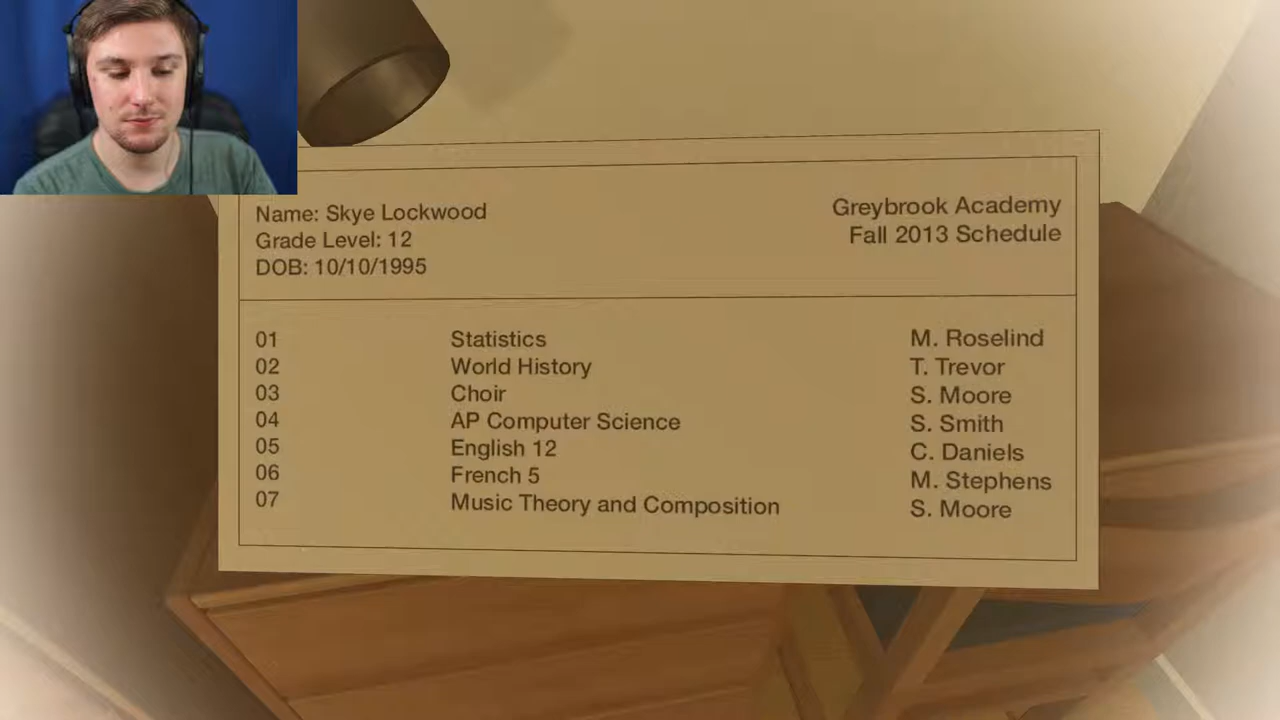 Name: Skye Lockwood
Grade Level: 12
DOB: 10/10/1995
Greybrook Academy
Fall 2013 Schedule
01 Statistics M. Roselind
02 World History T. Trevor
03 Choir S. Moore
04 AP Computer Science S. Smith
05 English 12 C. Daniels
06 French 5 M. Stephens
07 Music Theory and Composition S. Moore